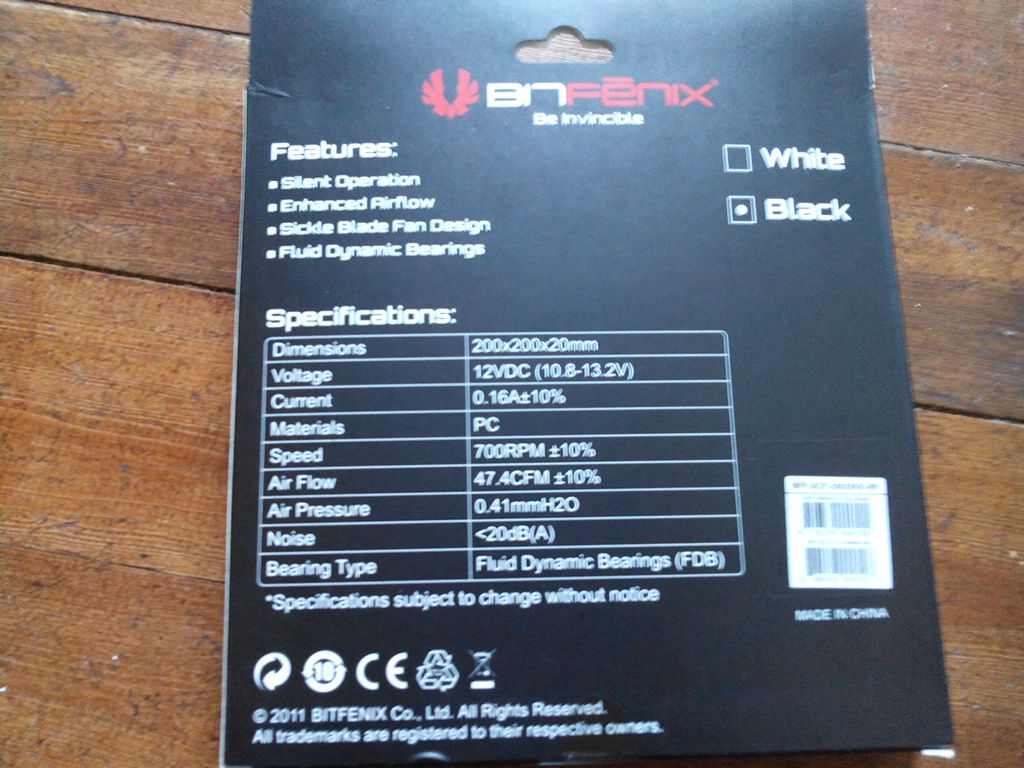 BITFENIX®
Be Invincible
Features:
▪ Silent Operation
▪ Enhanced Airflow
▪ Sickle Blade Fan Design
▪ Fluid Dynamic Bearings
White
Black
Specifications:
Dimensions 200x200x20mm
Voltage 12VDC (10.8-13.2V)
Current 0.16A±10%
Materials PC
Speed 700RPM ±10%
Air Flow 47.4CFM ±10%
Air Pressure 0.41mmH2O
Noise <20dB(A)
Bearing Type Fluid Dynamic Bearings (FDB)
*Specifications subject to change without notice
MADE IN CHINA
10 CE
© 2011 BITFENIX Co., Ltd. All Rights Reserved.
All trademarks are registered to their respective owners.